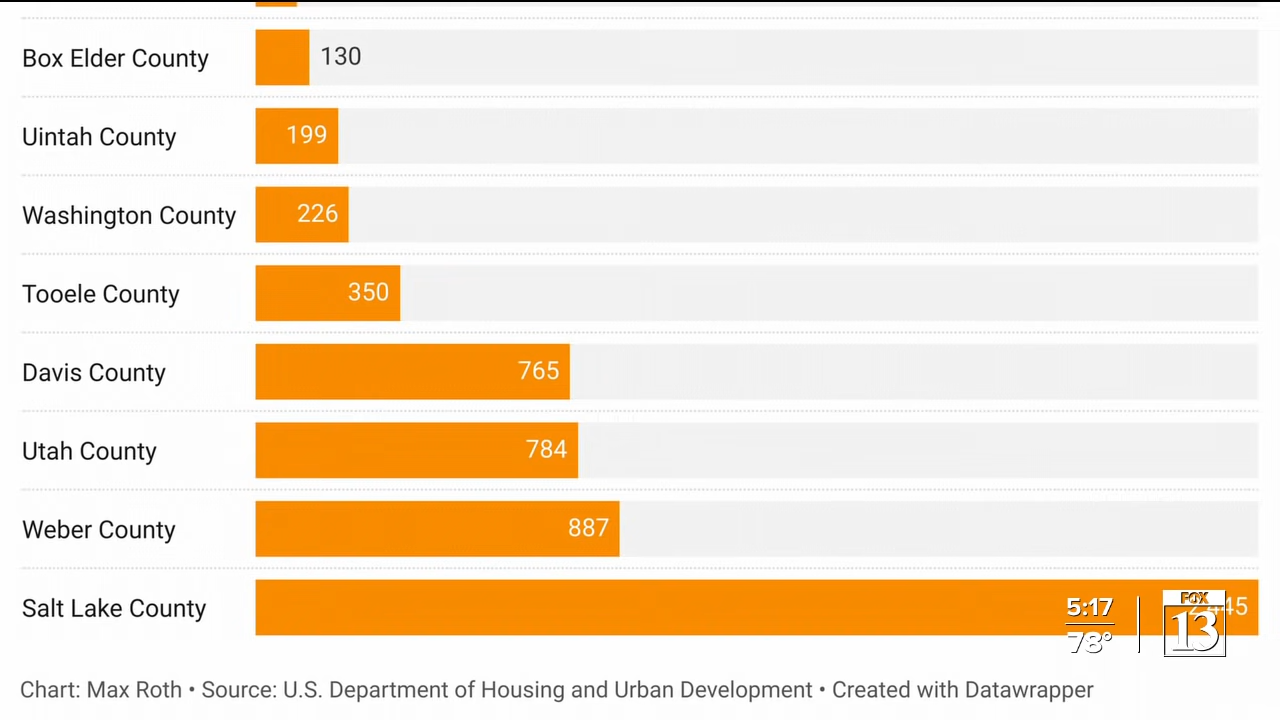 Box Elder County 130
Uintah County 199
Washington County 226
Tooele County 350
Davis County 765
Utah County 784
Weber County 887
Salt Lake County
5:17
78°
FOX
13
Chart: Max Roth • Source: U.S. Department of Housing and Urban Development • Created with Datawrapper